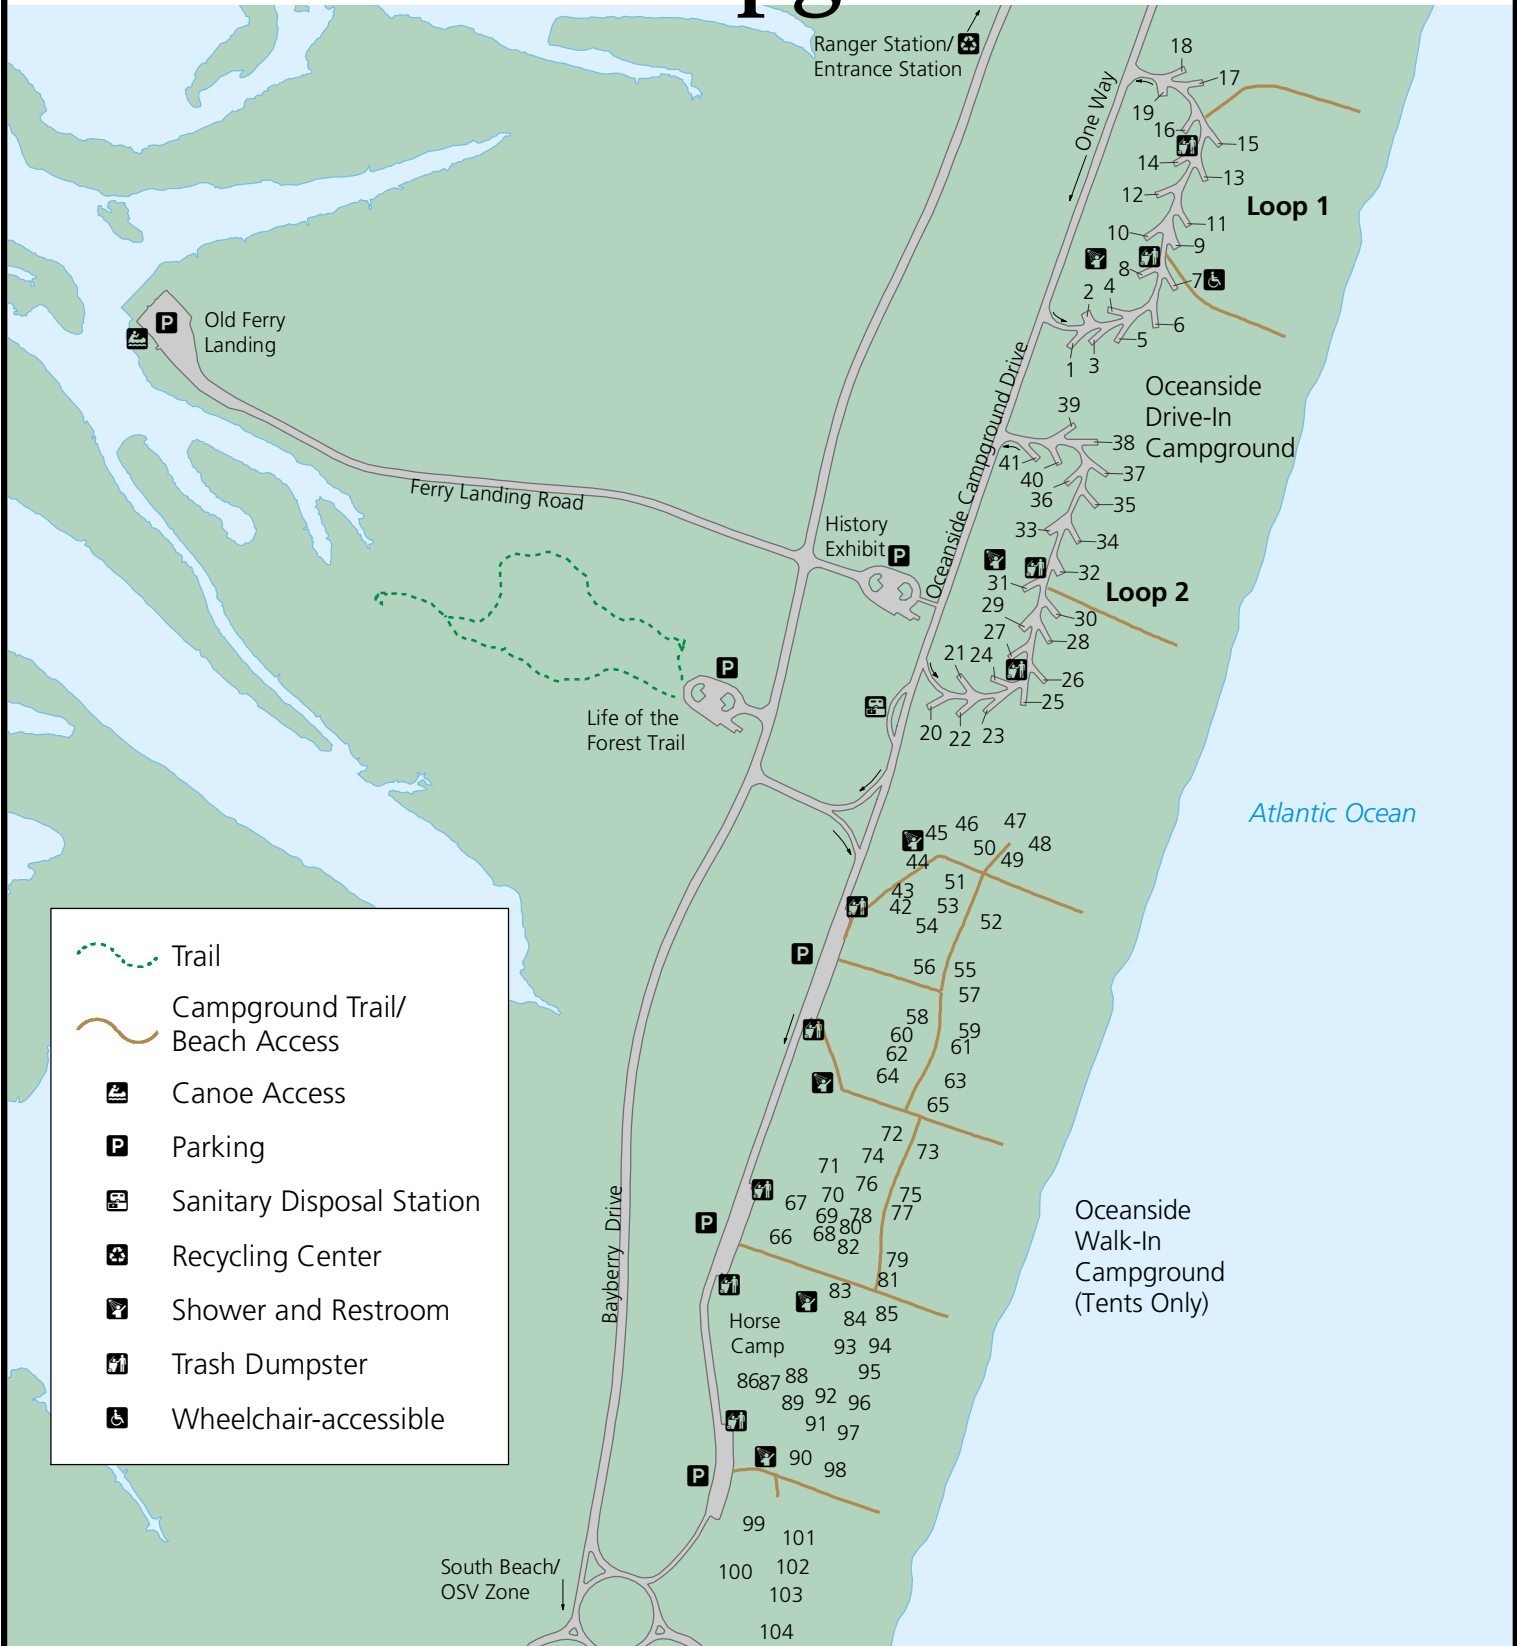 Ranger Station/
Entrance Station
18
17
19
16
15
14
13
12
Loop 1
11
10
9
8
7
2
4
6
5
1
3
One Way
Old Ferry
Landing
Oceanside
Drive-In
Campground
Oceanside Campground Drive
39
38
41
40
37
36
35
33
34
32
31
Loop 2
29
30
27
28
21
24
26
25
20
22
23
Ferry Landing Road
History
Exhibit
P
P
P
Life of the
Forest Trail
Atlantic Ocean
45
46
47
48
50
49
44
51
43
42
53
54
52
P
56
55
57
58
60
59
62
61
64
63
65
72
73
74
71
76
70
75
67
69
78
77
68
80
66
82
P
79
81
83
84
85
Oceanside
Walk-In
Campground
(Tents Only)
Horse
Camp
93
94
95
86
87
88
89
92
96
91
97
90
98
P
99
101
100
102
103
104
Bayberry Drive
South Beach/
OSV Zone
Trail
Campground Trail/
Beach Access
Canoe Access
P
Parking
Sanitary Disposal Station
Recycling Center
Shower and Restroom
Trash Dumpster
Wheelchair-accessible